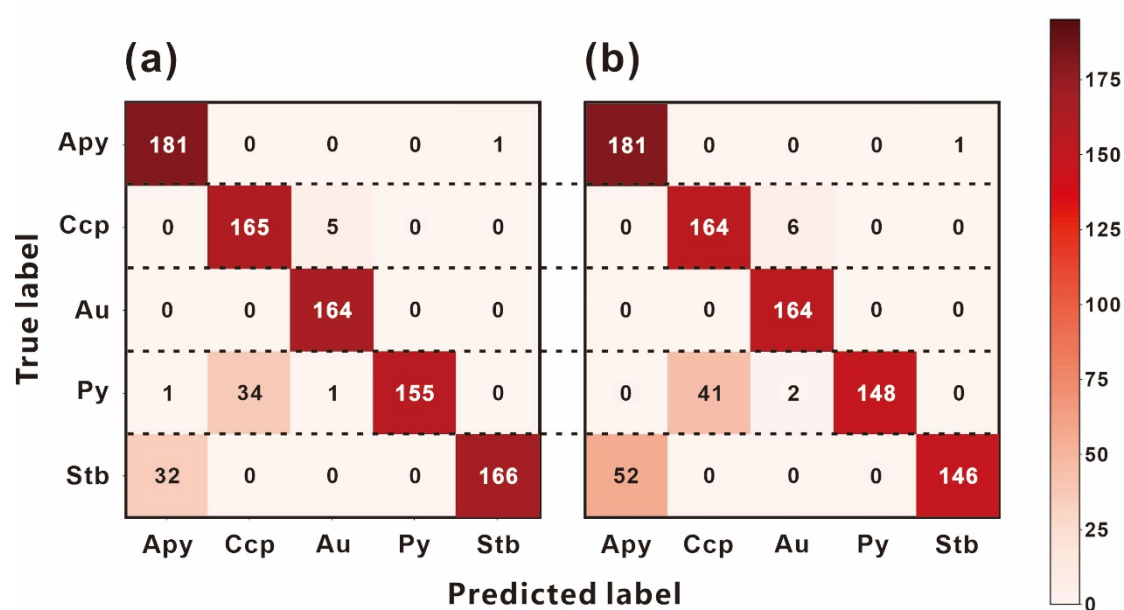 (a) (b)
Apy 181 0 0 0 1 181 0 0 0 1
Ccp 0 165 5 0 0 0 164 6 0 0
Au 0 0 164 0 0 0 0 164 0 0
Py 1 34 1 155 0 0 41 2 148 0
Stb 32 0 0 0 166 52 0 0 0 146
Apy Ccp Au Py Stb Apy Ccp Au Py Stb
True label
Predicted label
175
150
125
100
75
50
25
0